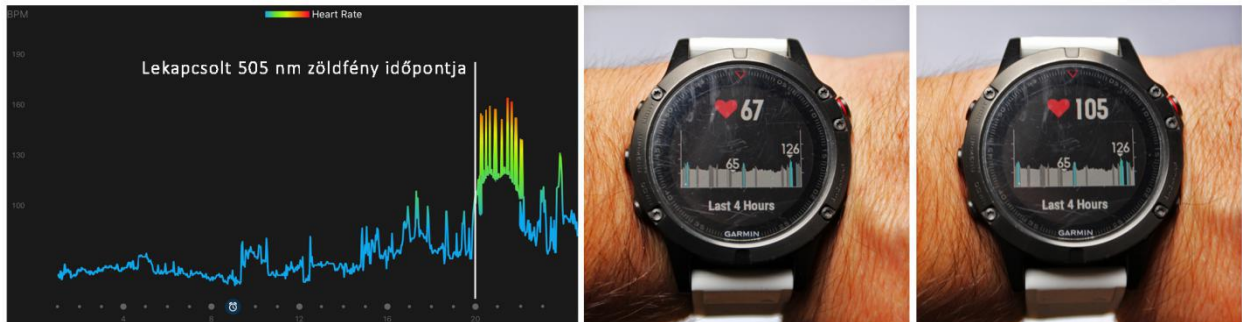 BPM
Heart Rate
190
Lekapcsolt 505 nm zöldfény időpontja
160
130
100
4
8
12
16
20
67
126
65
Last 4 Hours
GARMIN
105
126
65
Last 4 Hours
GARMIN